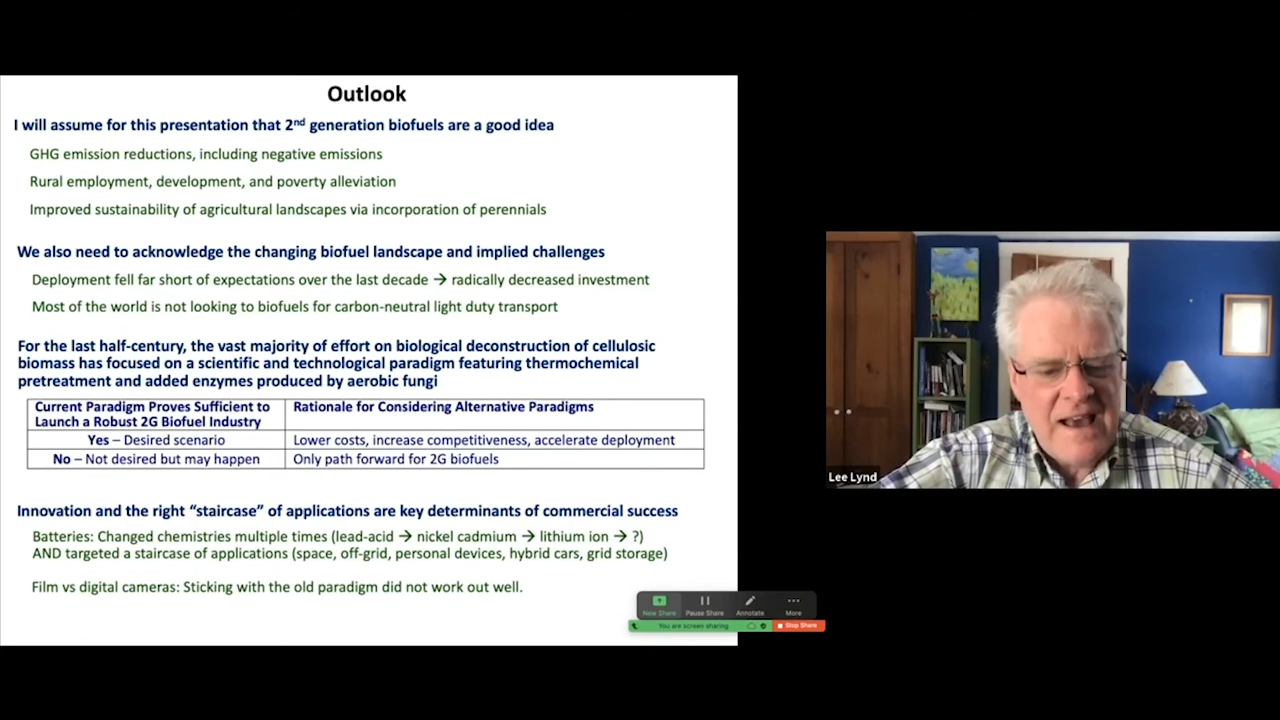 Outlook
I will assume for this presentation that 2nd generation biofuels are a good idea
GHG emission reductions, including negative emissions
Rural employment, development, and poverty alleviation
Improved sustainability of agricultural landscapes via incorporation of perennials
We also need to acknowledge the changing biofuel landscape and implied challenges
Deployment fell far short of expectations over the last decade → radically decreased investment
Most of the world is not looking to biofuels for carbon-neutral light duty transport
For the last half-century, the vast majority of effort on biological deconstruction of cellulosic
biomass has focused on a scientific and technological paradigm featuring thermochemical
pretreatment and added enzymes produced by aerobic fungi
Current Paradigm Proves Sufficient to
Launch a Robust 2G Biofuel Industry
Rationale for Considering Alternative Paradigms
Yes – Desired scenario
Lower costs, increase competitiveness, accelerate deployment
No – Not desired but may happen
Only path forward for 2G biofuels
Innovation and the right “staircase” of applications are key determinants of commercial success
Batteries: Changed chemistries multiple times (lead-acid → nickel cadmium → lithium ion → ?)
AND targeted a staircase of applications (space, off-grid, personal devices, hybrid cars, grid storage)
Film vs digital cameras: Sticking with the old paradigm did not work out well.
New Share
Pause Share
Annotate
More
You are screen sharing
Stop Share
Lee Lynd